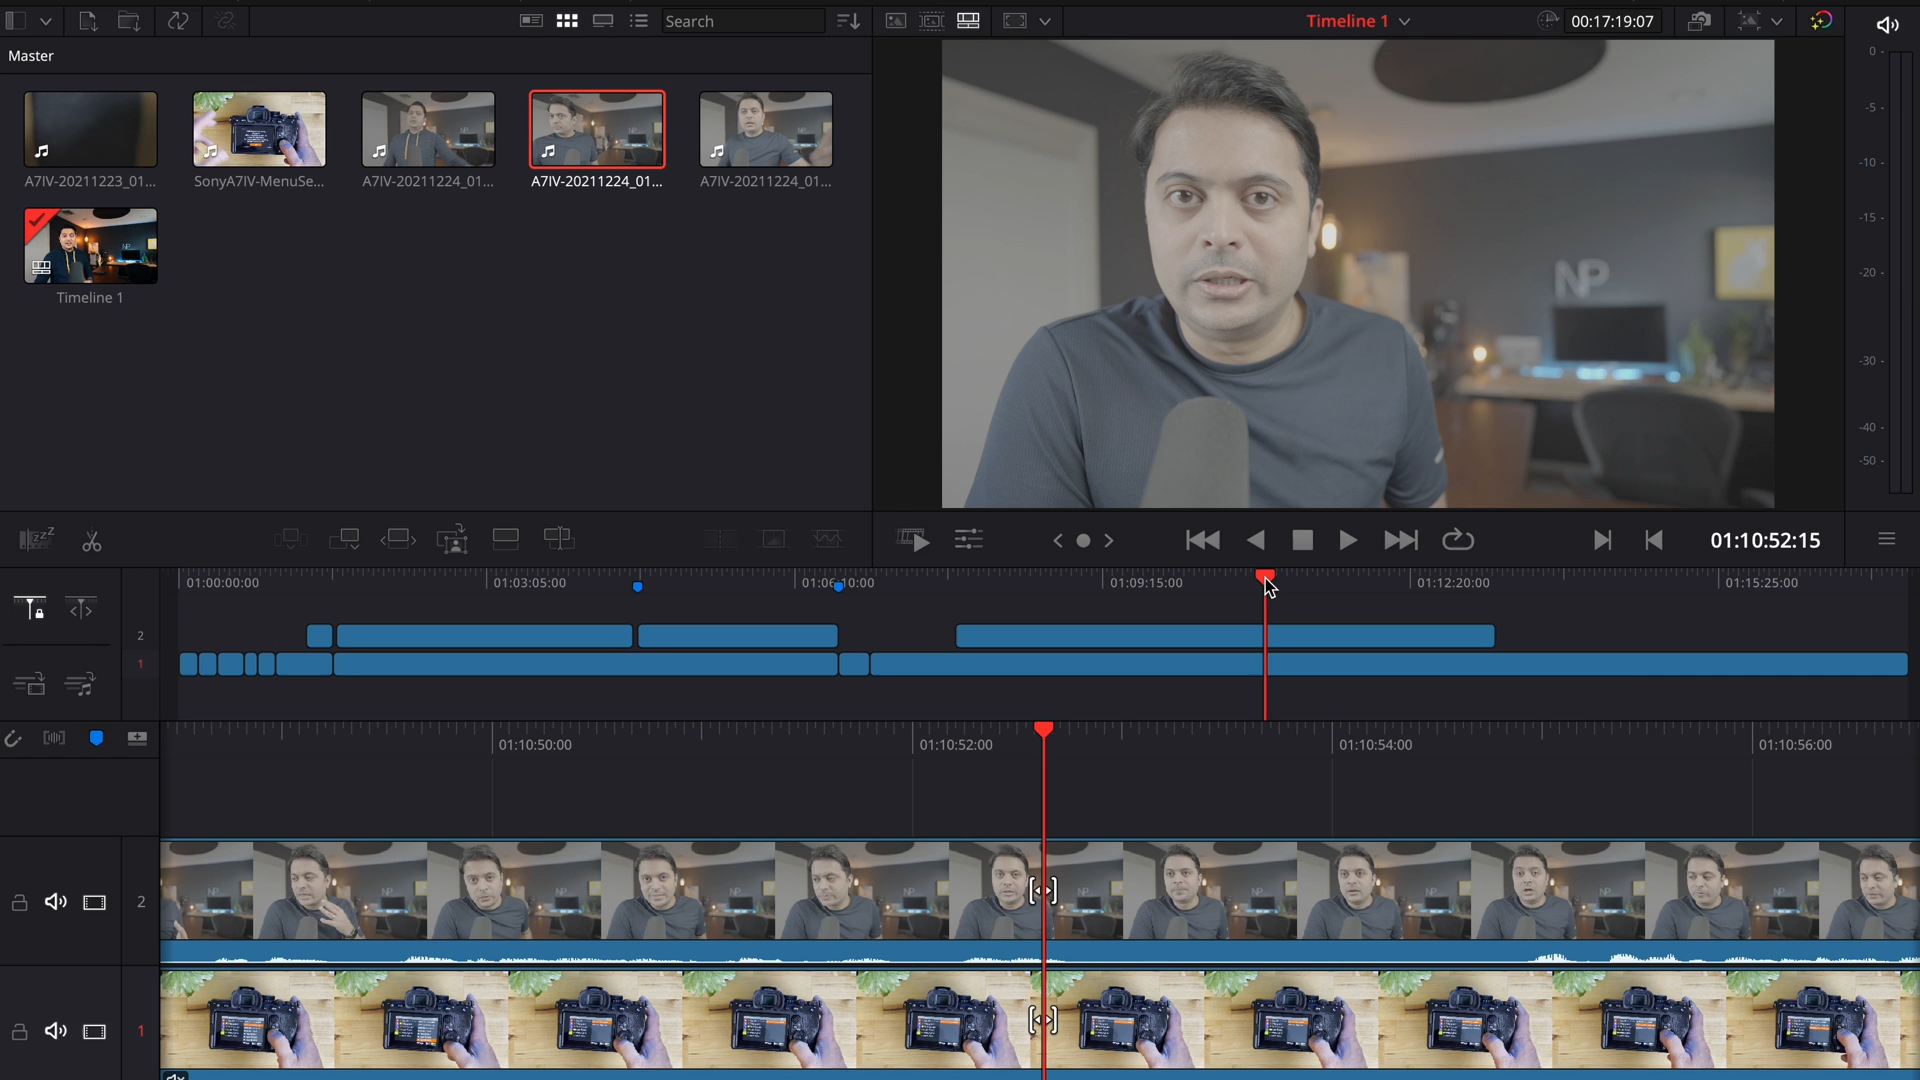 Search
Timeline 1
00:17:19:07
Master
0
-5
-10
-15
-20
-30
-40
-50
A7IV-20211223_01...
SonyA7IV-MenuSe...
A7IV-20211224_01...
A7IV-20211224_01...
A7IV-20211224_01...
NP
Timeline 1
NP
zzZ
01:10:52:15
01:00:00:00
01:03:05:00
01:06:10:00
01:09:15:00
01:12:20:00
01:15:25:00
2
1
01:10:50:00
01:10:52:00
01:10:54:00
01:10:56:00
2
1